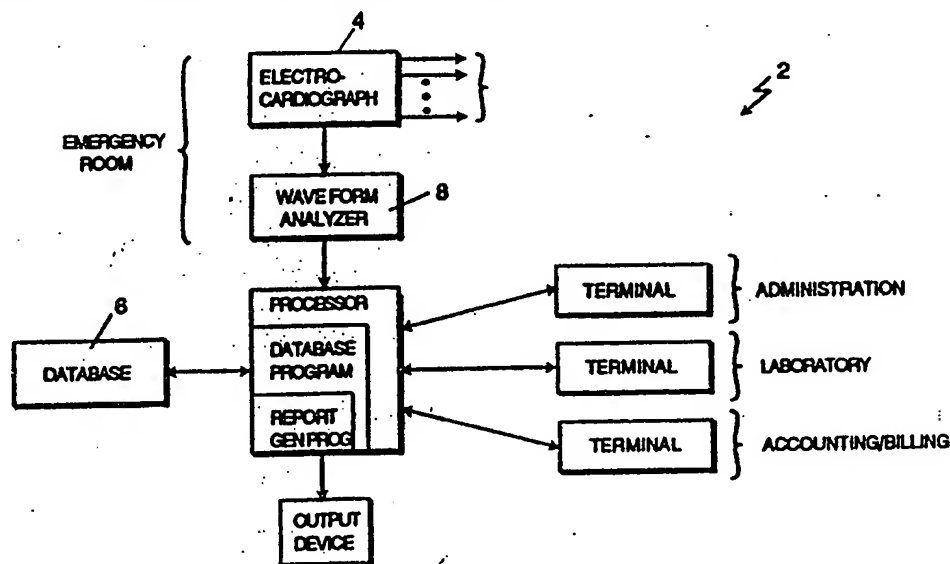 4
2
ELECTRO-
CARDIOGRAPH
EMERGENCY
ROOM
WAVE FORM
ANALYZER
8
PROCESSOR
DATABASE
PROGRAM
REPORT
GEN PROG
6
DATABASE
TERMINAL
ADMINISTRATION
TERMINAL
LABORATORY
TERMINAL
ACCOUNTING/BILLING
OUTPUT
DEVICE